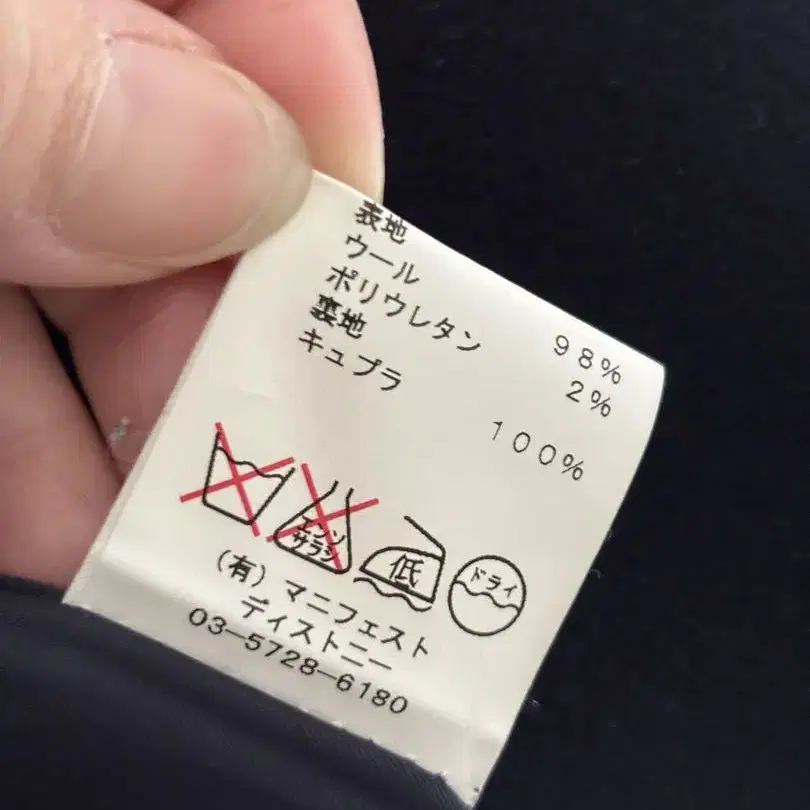 表地
ウール 98%
ポリウレタン 2%
裏地
キュプラ 100%
エンソ
サラシ
低
ドライ
(有)マニフェスト
ディストニー
03-5728-6180